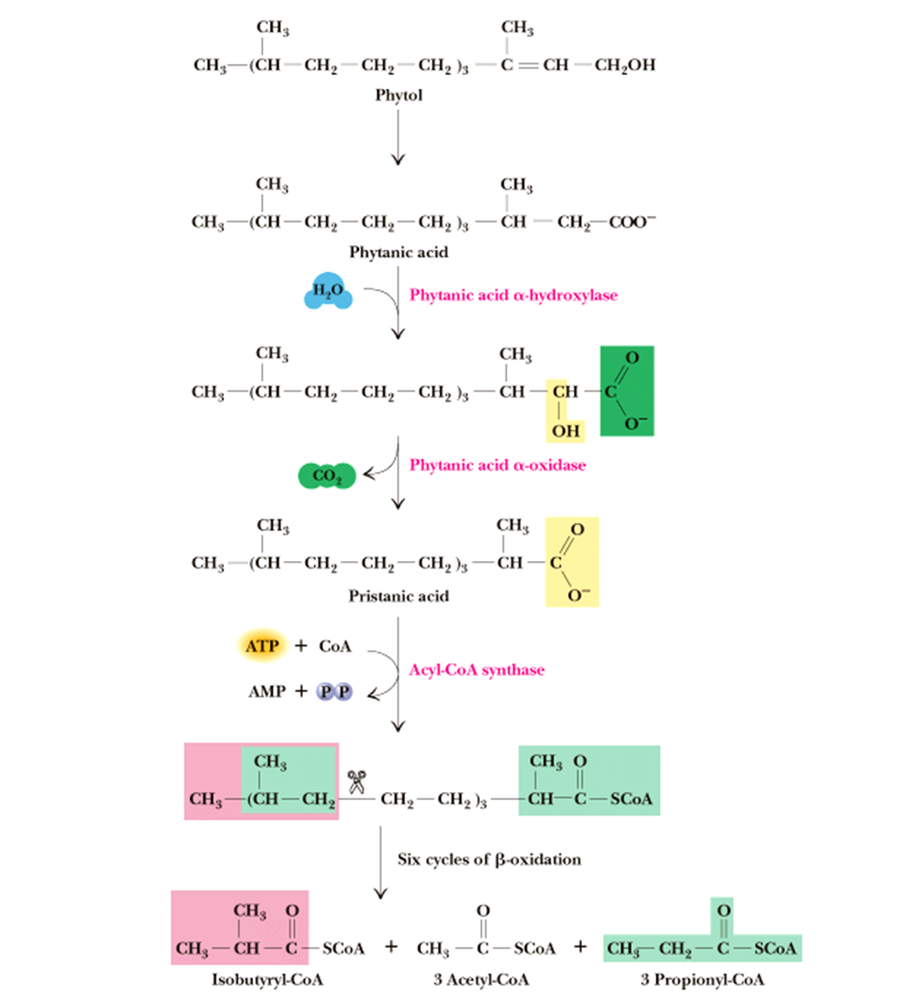 CH₃ CH₃
CH₃—(CH—CH₂—CH₂—CH₂)₃—C=CH—CH₂OH
Phytol
CH₃ CH₃
CH₃—(CH—CH₂—CH₂—CH₂)₃—CH—CH₂—COO⁻
Phytanic acid
H₂O Phytanic acid α-hydroxylase
CH₃ CH₃ O
CH₃—(CH—CH₂—CH₂—CH₂)₃—CH—CH—C
OH O⁻
CO₂ Phytanic acid α-oxidase
CH₃ CH₃ O
CH₃—(CH—CH₂—CH₂—CH₂)₃—CH—C
O⁻
Pristanic acid
ATP + CoA
Acyl-CoA synthase
AMP + P P
CH₃ CH₃ O
CH₃—(CH—CH₂—CH₂—CH₂)₃—CH—C—SCoA
Six cycles of β-oxidation
CH₃ O O O
CH₃—CH—C—SCoA + CH₃—C—SCoA + CH₃—CH₂—C—SCoA
Isobutyryl-CoA 3 Acetyl-CoA 3 Propionyl-CoA